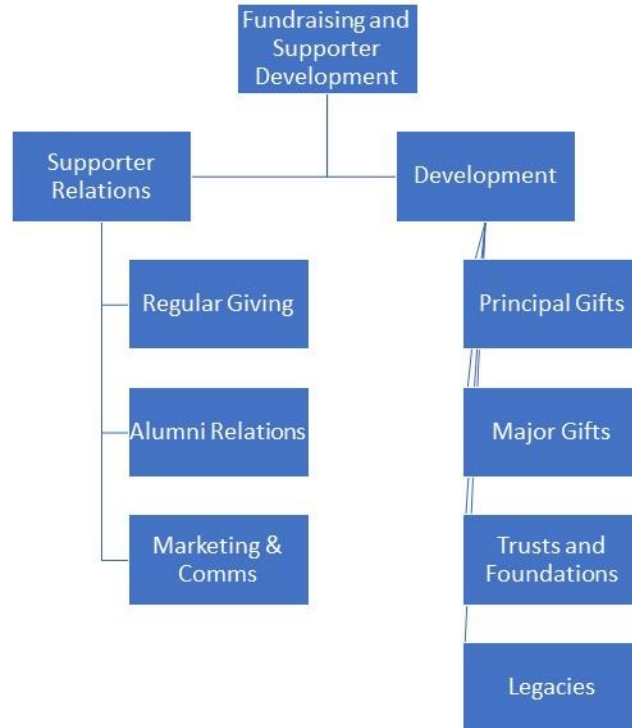 Fundraising and
Supporter
Development
Supporter
Relations
Development
Regular Giving
Alumni Relations
Marketing &
Comms
Principal Gifts
Major Gifts
Trusts and
Foundations
Legacies